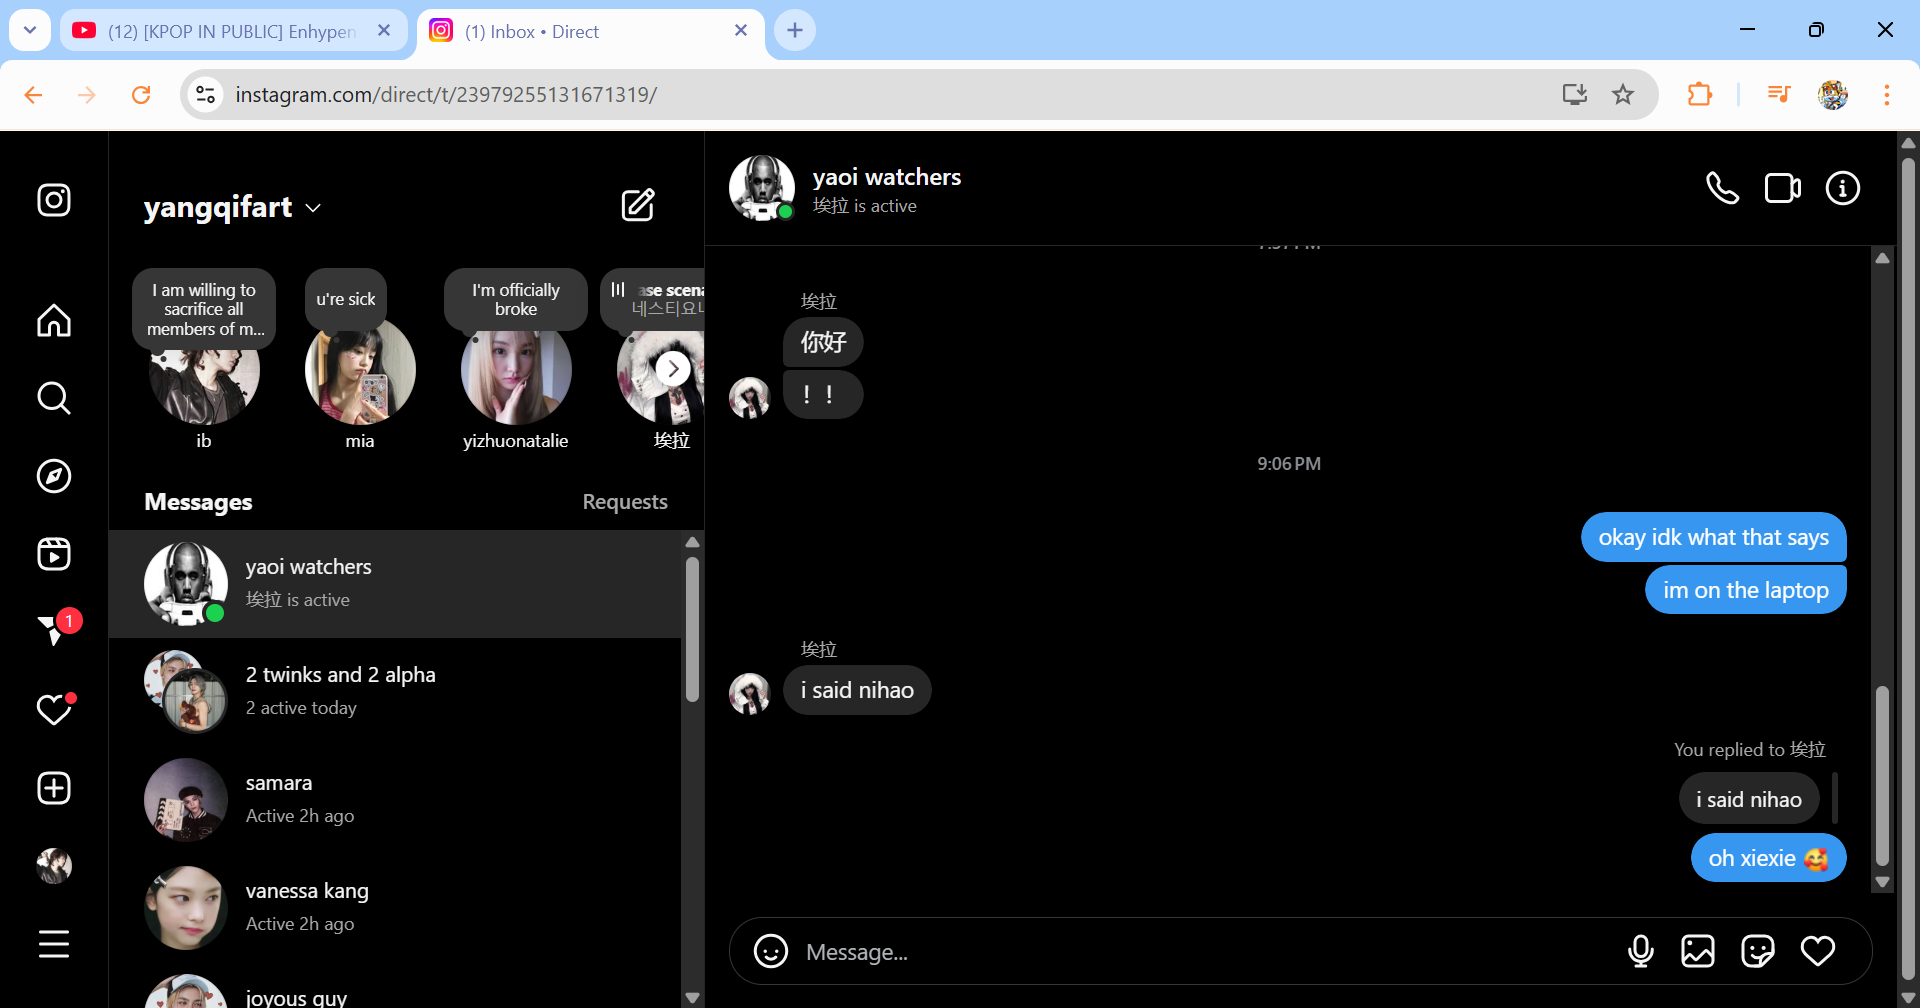 (12) [KPOP IN PUBLIC] Enhypen
(1) Inbox • Direct
instagram.com/direct/t/23979255131671319/
yangqifart
I am willing to
sacrifice all
members of m...
u're sick
I'm officially
broke
se scena
네스티요
ib
mia
yizhuonatalie
埃拉
Messages
Requests
yaoi watchers
埃拉 is active
2 twinks and 2 alpha
2 active today
samara
Active 2h ago
vanessa kang
Active 2h ago
joyous guy
1
yaoi watchers
埃拉 is active
埃拉
你好
！！
9:06 PM
okay idk what that says
im on the laptop
埃拉
i said nihao
You replied to 埃拉
i said nihao
oh xiexie 🥰
Message...